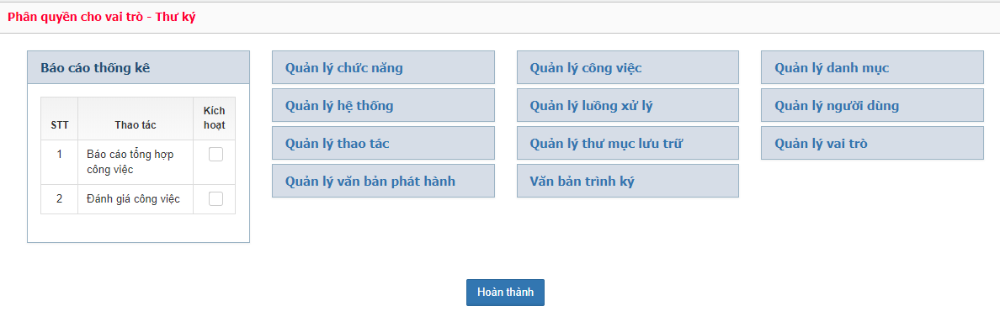 Phân quyền cho vai trò - Thư ký
Báo cáo thống kê
STT
Thao tác
Kích
hoạt
1
Báo cáo tổng hợp
công việc
2
Đánh giá công việc
Quản lý chức năng
Quản lý hệ thống
Quản lý thao tác
Quản lý văn bản phát hành
Quản lý công việc
Quản lý luồng xử lý
Quản lý thư mục lưu trữ
Văn bản trình ký
Quản lý danh mục
Quản lý người dùng
Quản lý vai trò
Hoàn thành